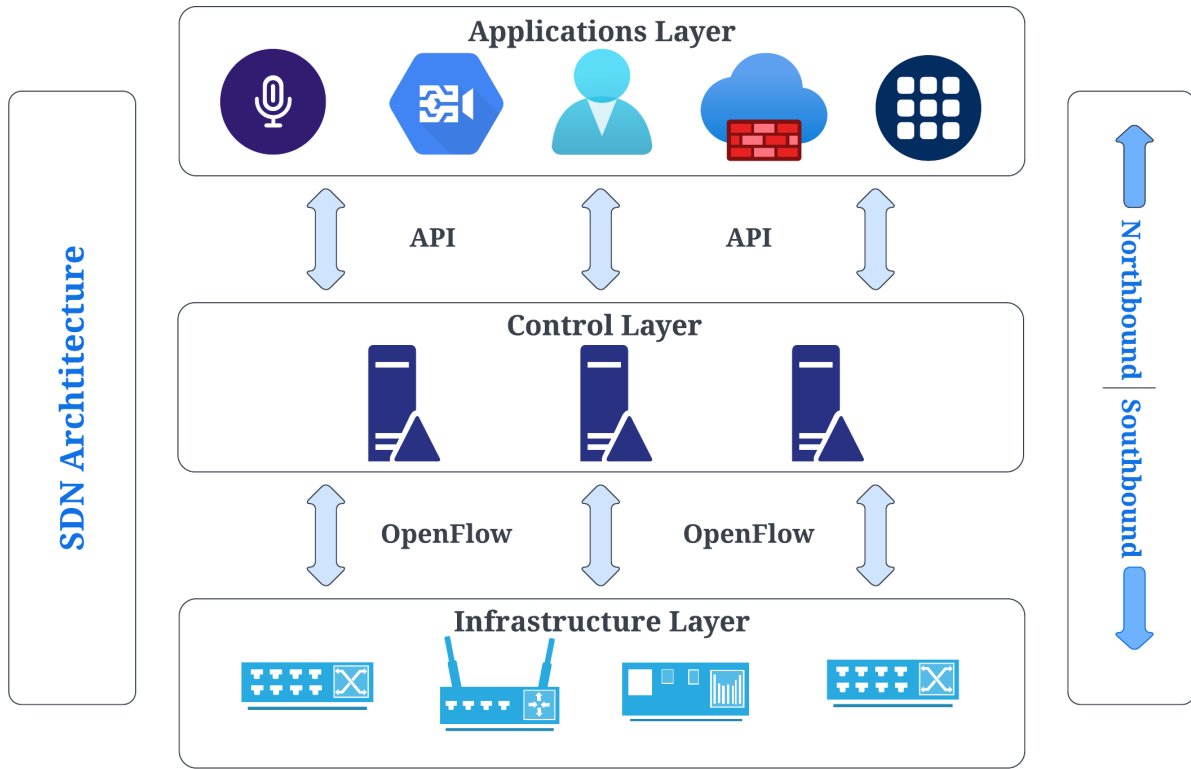 Applications Layer
API
API
Control Layer
OpenFlow
OpenFlow
Infrastructure Layer
SDN Archtitecture
Northbound
Southbound